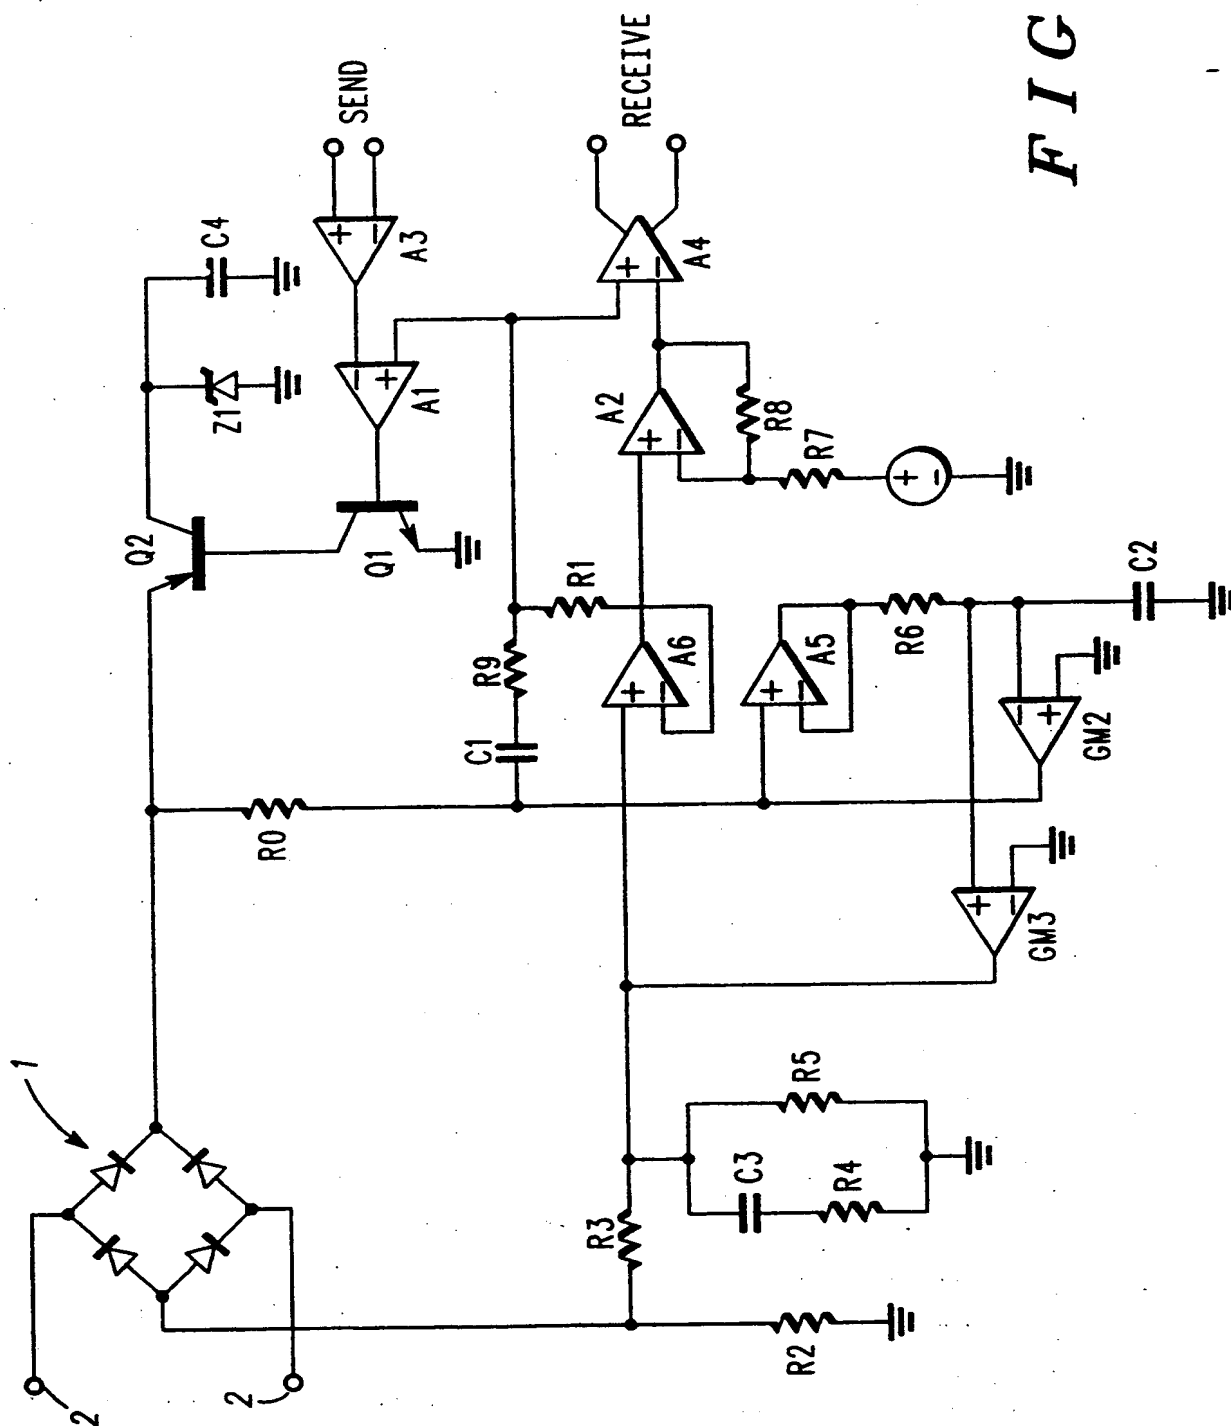 1
2
2
R0
R2
R3
C3
R4
R5
C1
R9
R1
Q2
Q1
Z1
C4
+
−
A3
SEND
−
+
A1
+
−
A6
+
−
A2
R8
R7
+
−
+
−
A4
RECEIVE
+
−
A5
R6
C2
−
+
GM2
+
−
GM3
FIG